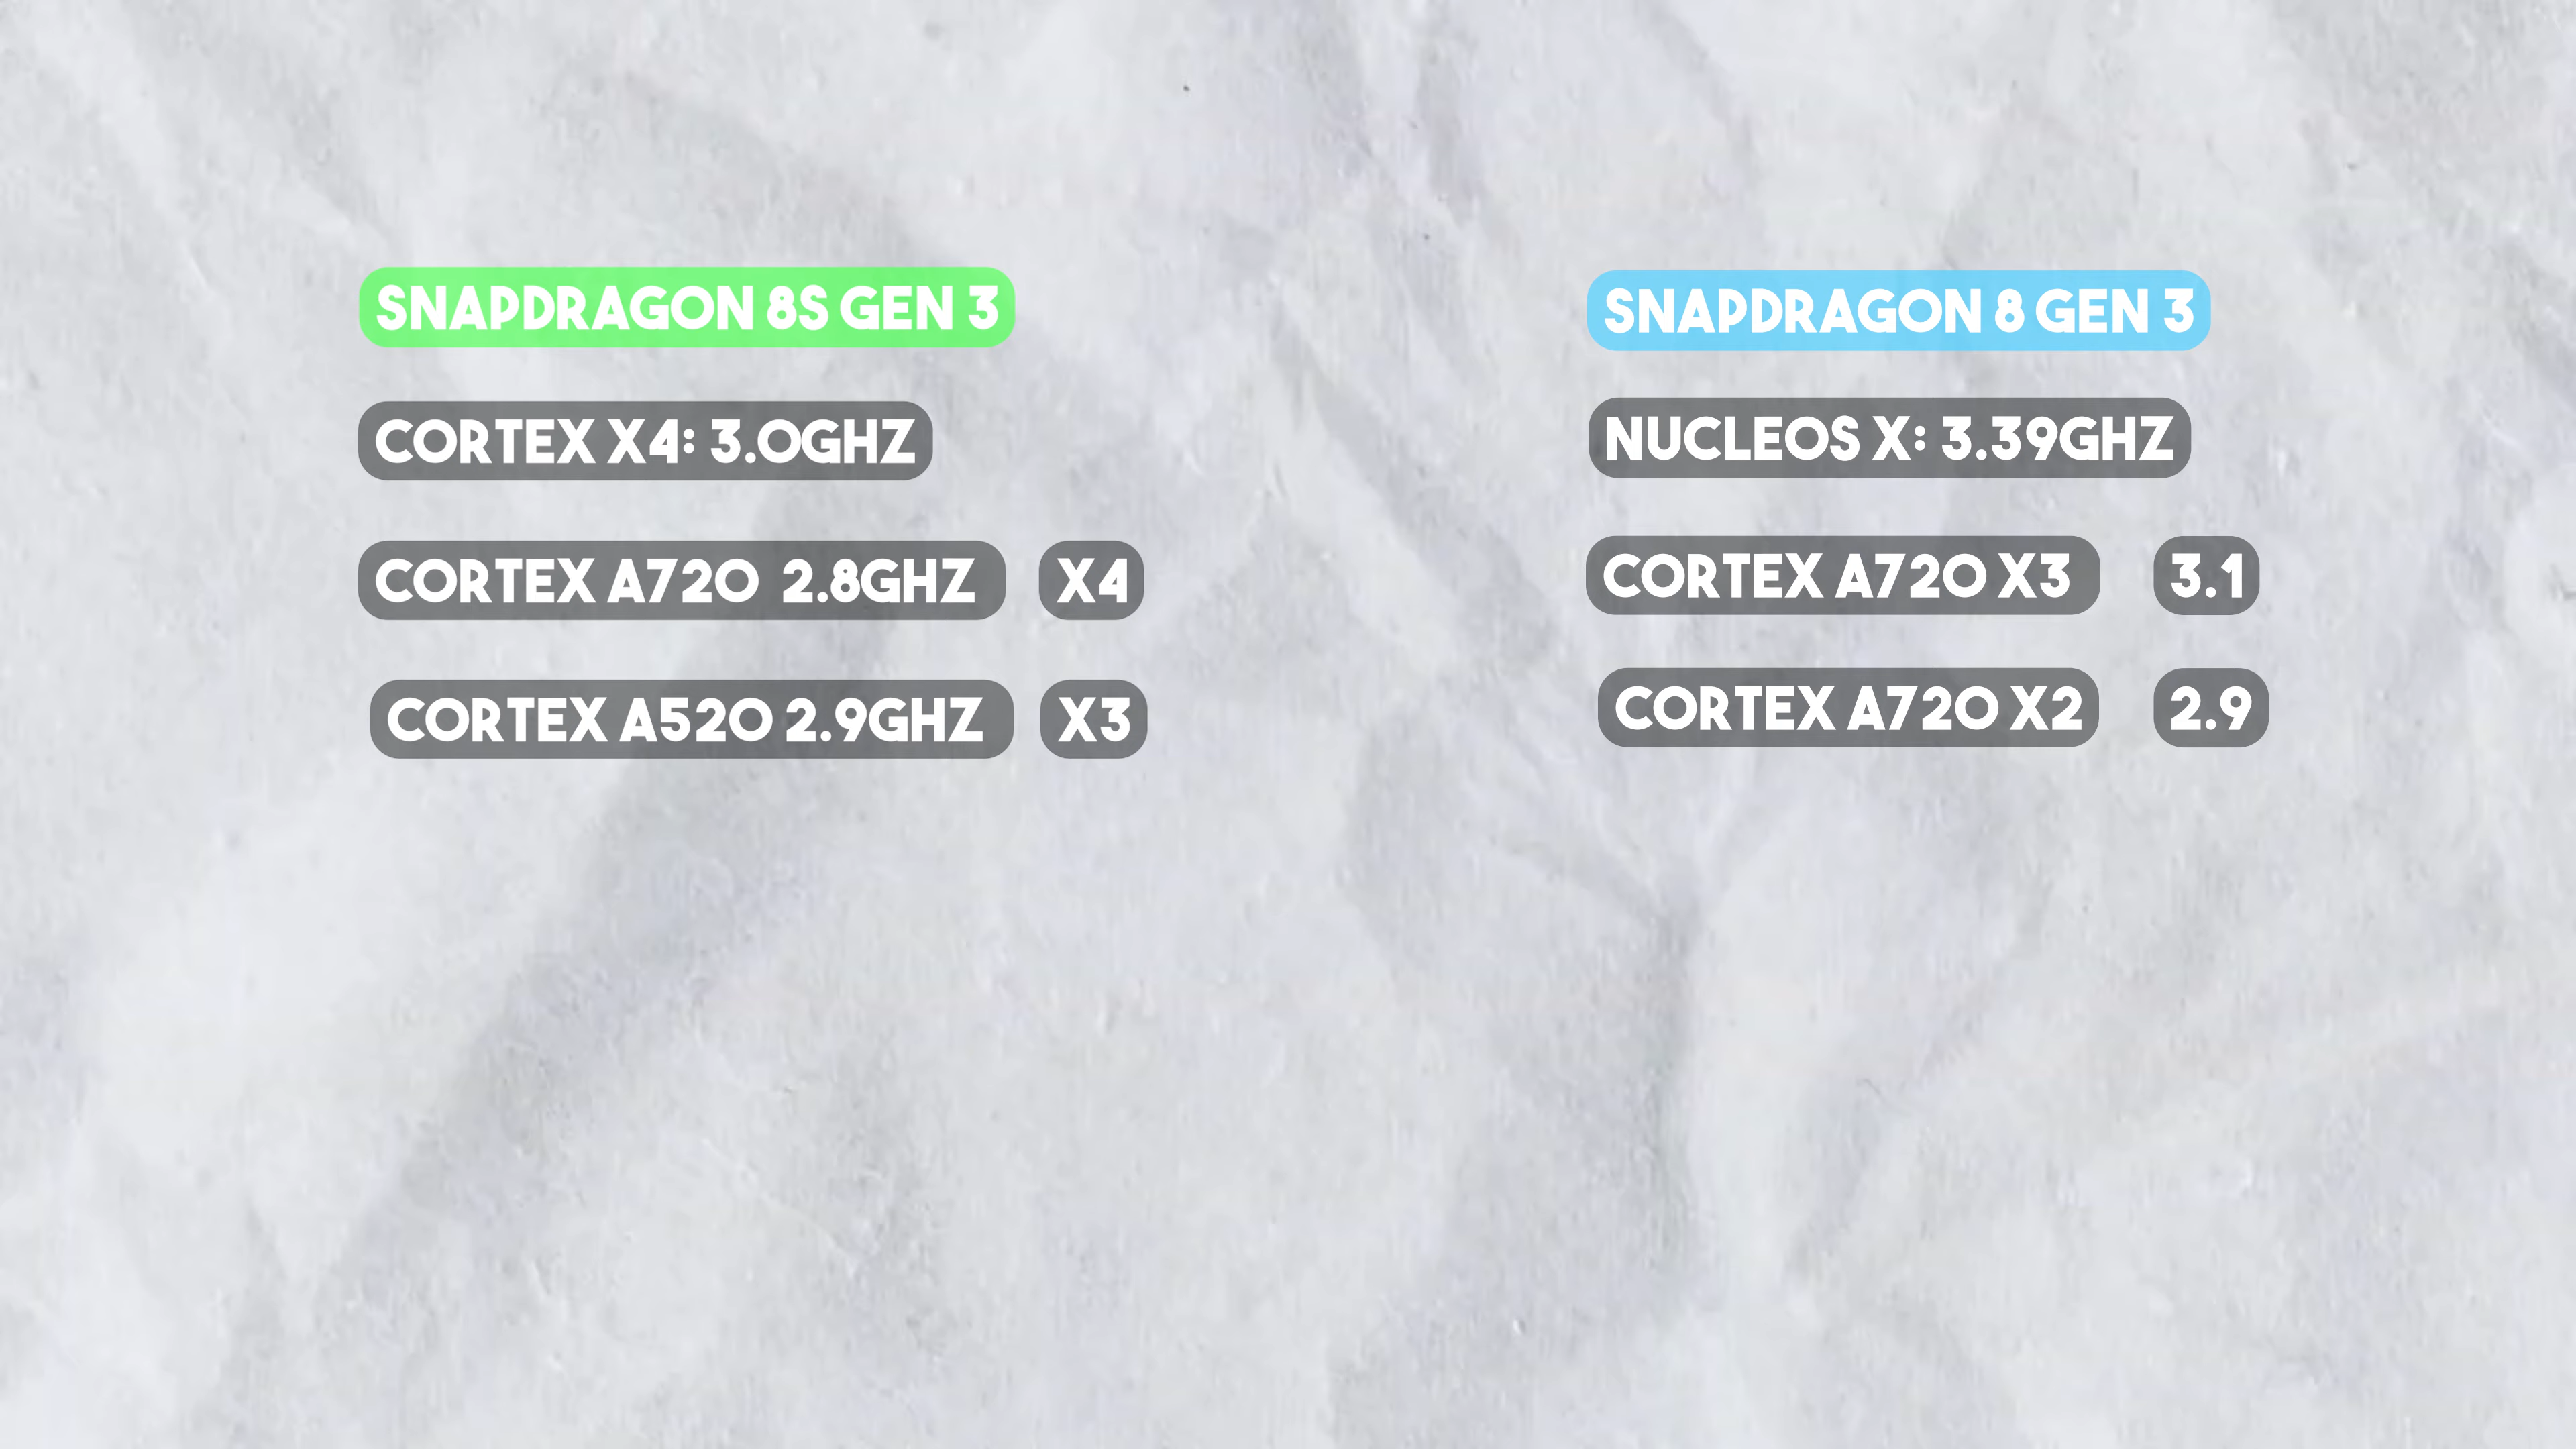 SNAPDRAGON 8S GEN 3
CORTEX X4: 3.0GHZ
CORTEX A720 2.8GHZ X4
CORTEX A520 2.9GHZ X3
SNAPDRAGON 8 GEN 3
NUCLEOS X: 3.39GHZ
CORTEX A720 X3 3.1
CORTEX A720 X2 2.9